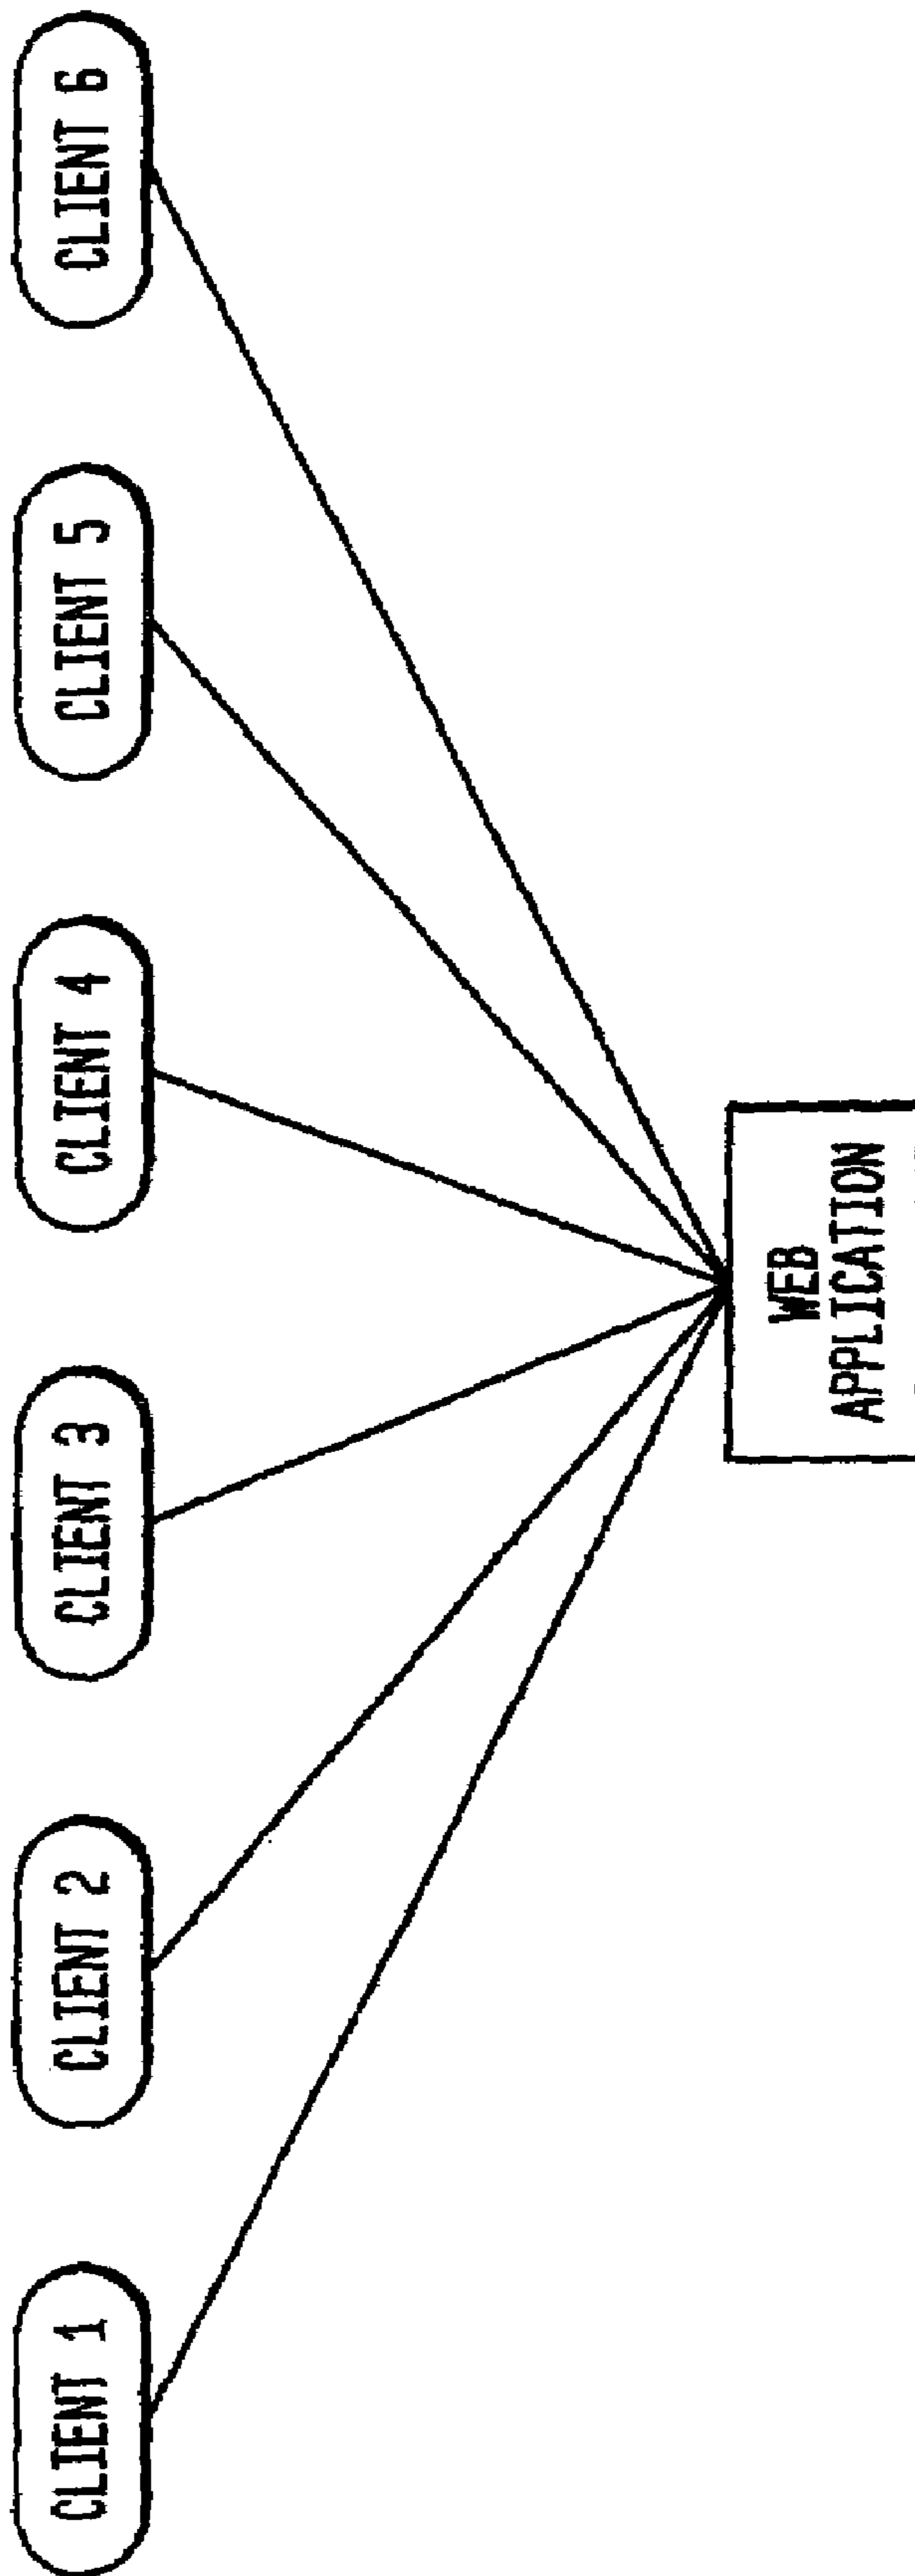 CLIENT 1
CLIENT 2
CLIENT 3
CLIENT 4
CLIENT 5
CLIENT 6
WEB
APPLICATION